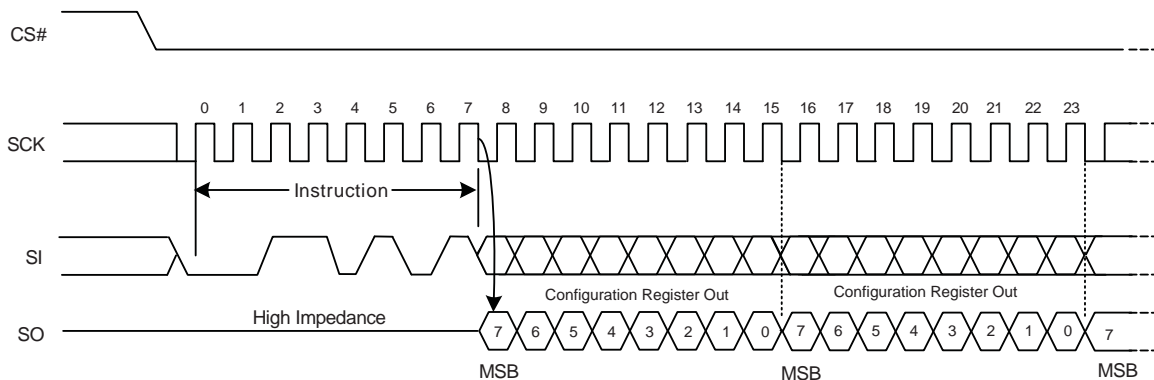 CS#
0 1 2 3 4 5 6 7 8 9 10 11 12 13 14 15 16 17 18 19 20 21 22 23
SCK
Instruction
SI
Configuration Register Out Configuration Register Out
High Impedance
SO 7 6 5 4 3 2 1 0 7 6 5 4 3 2 1 0 7
MSB MSB MSB